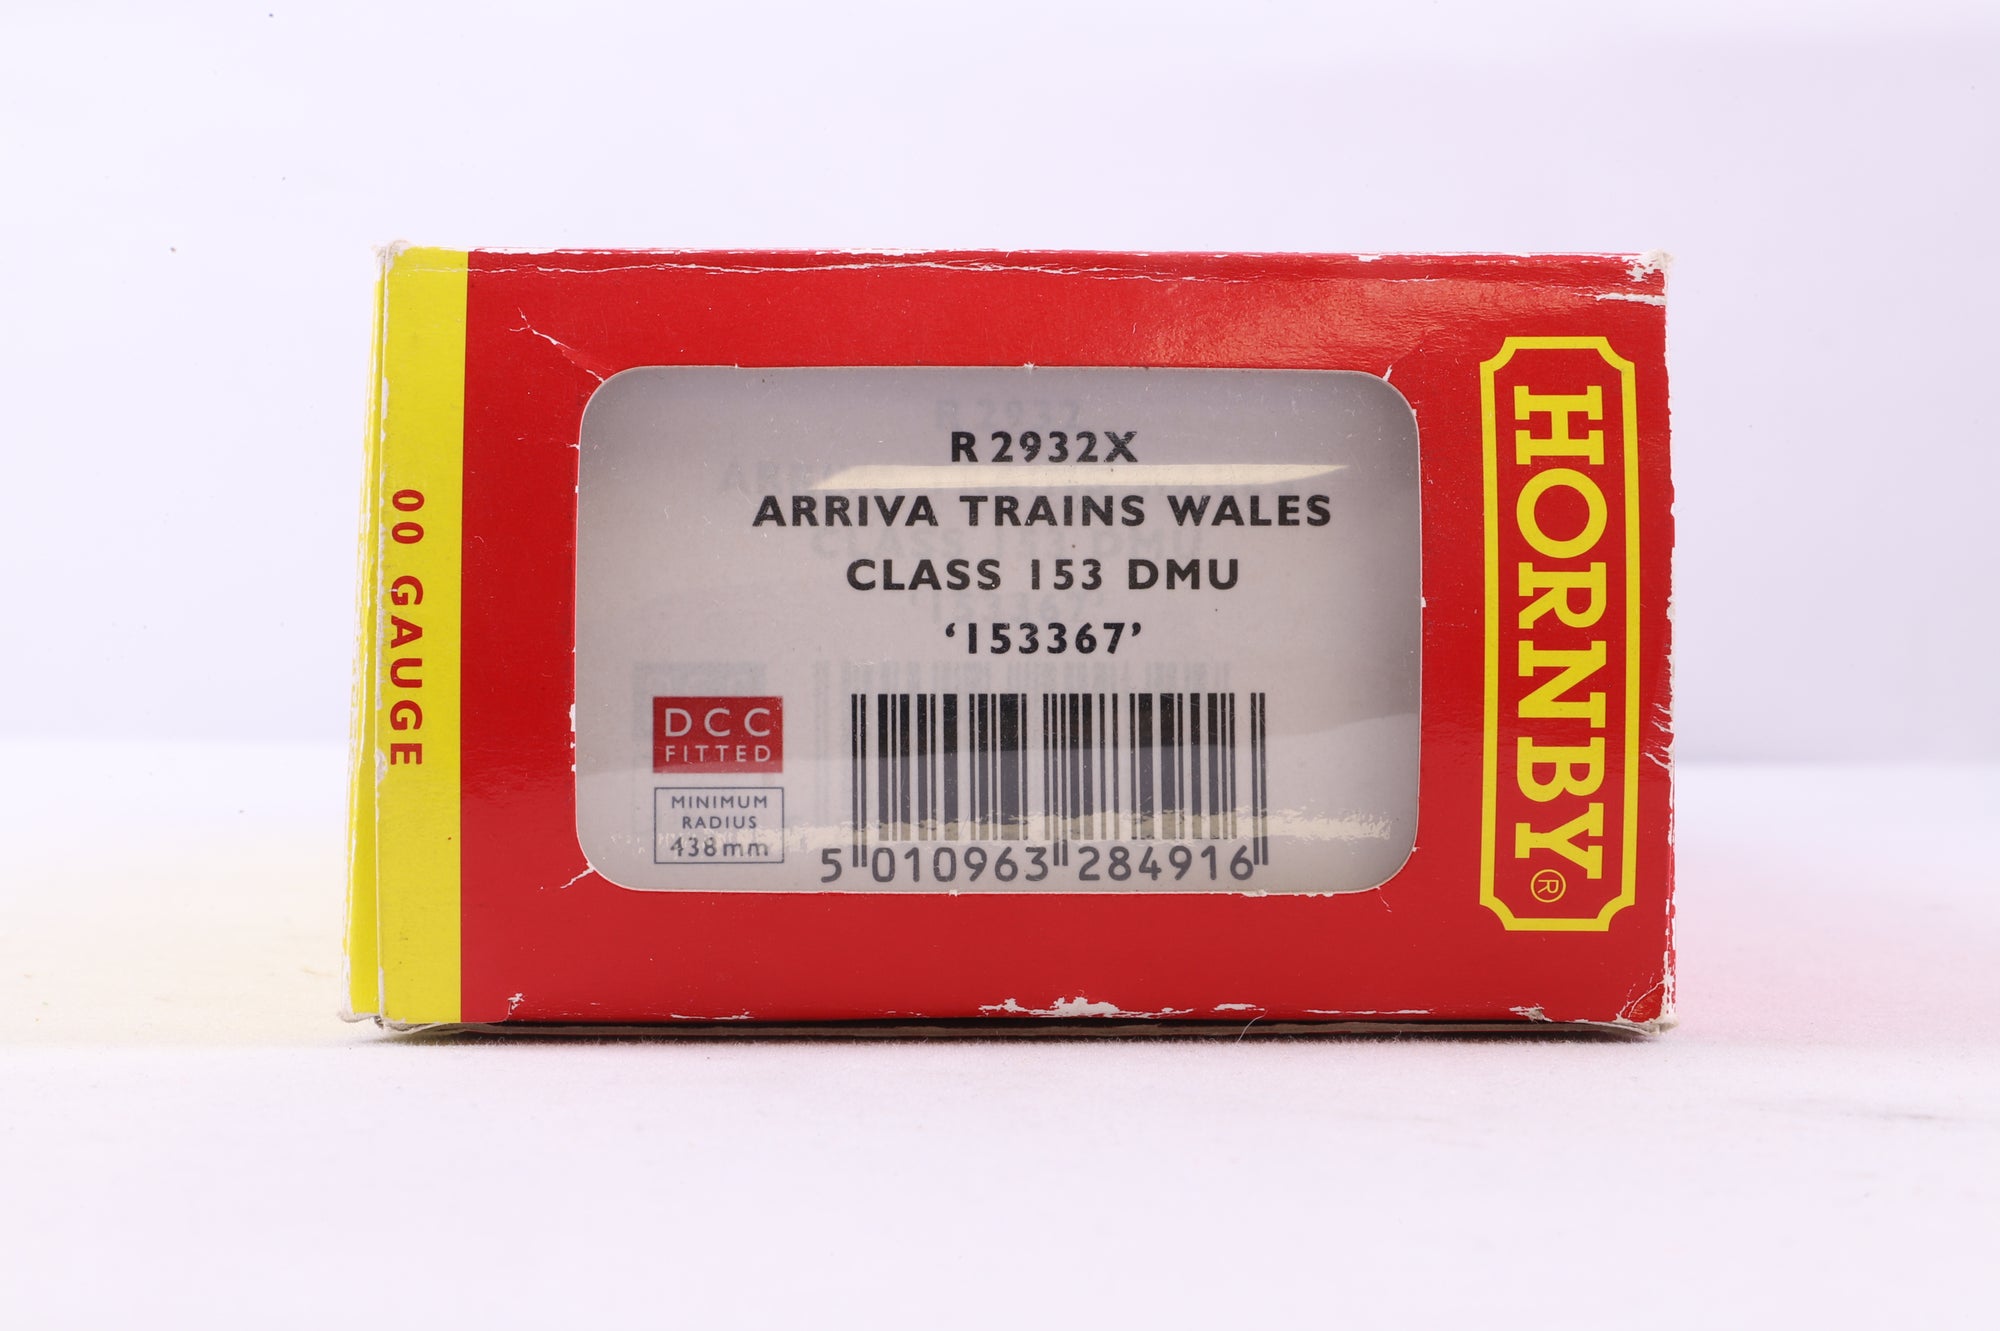 00 GAUGE
R 2932X
ARRIVA TRAINS WALES
CLASS 153 DMU
‘153367’
DCC
FITTED
MINIMUM
RADIUS
438mm
5 010963 284916
HORNBY®